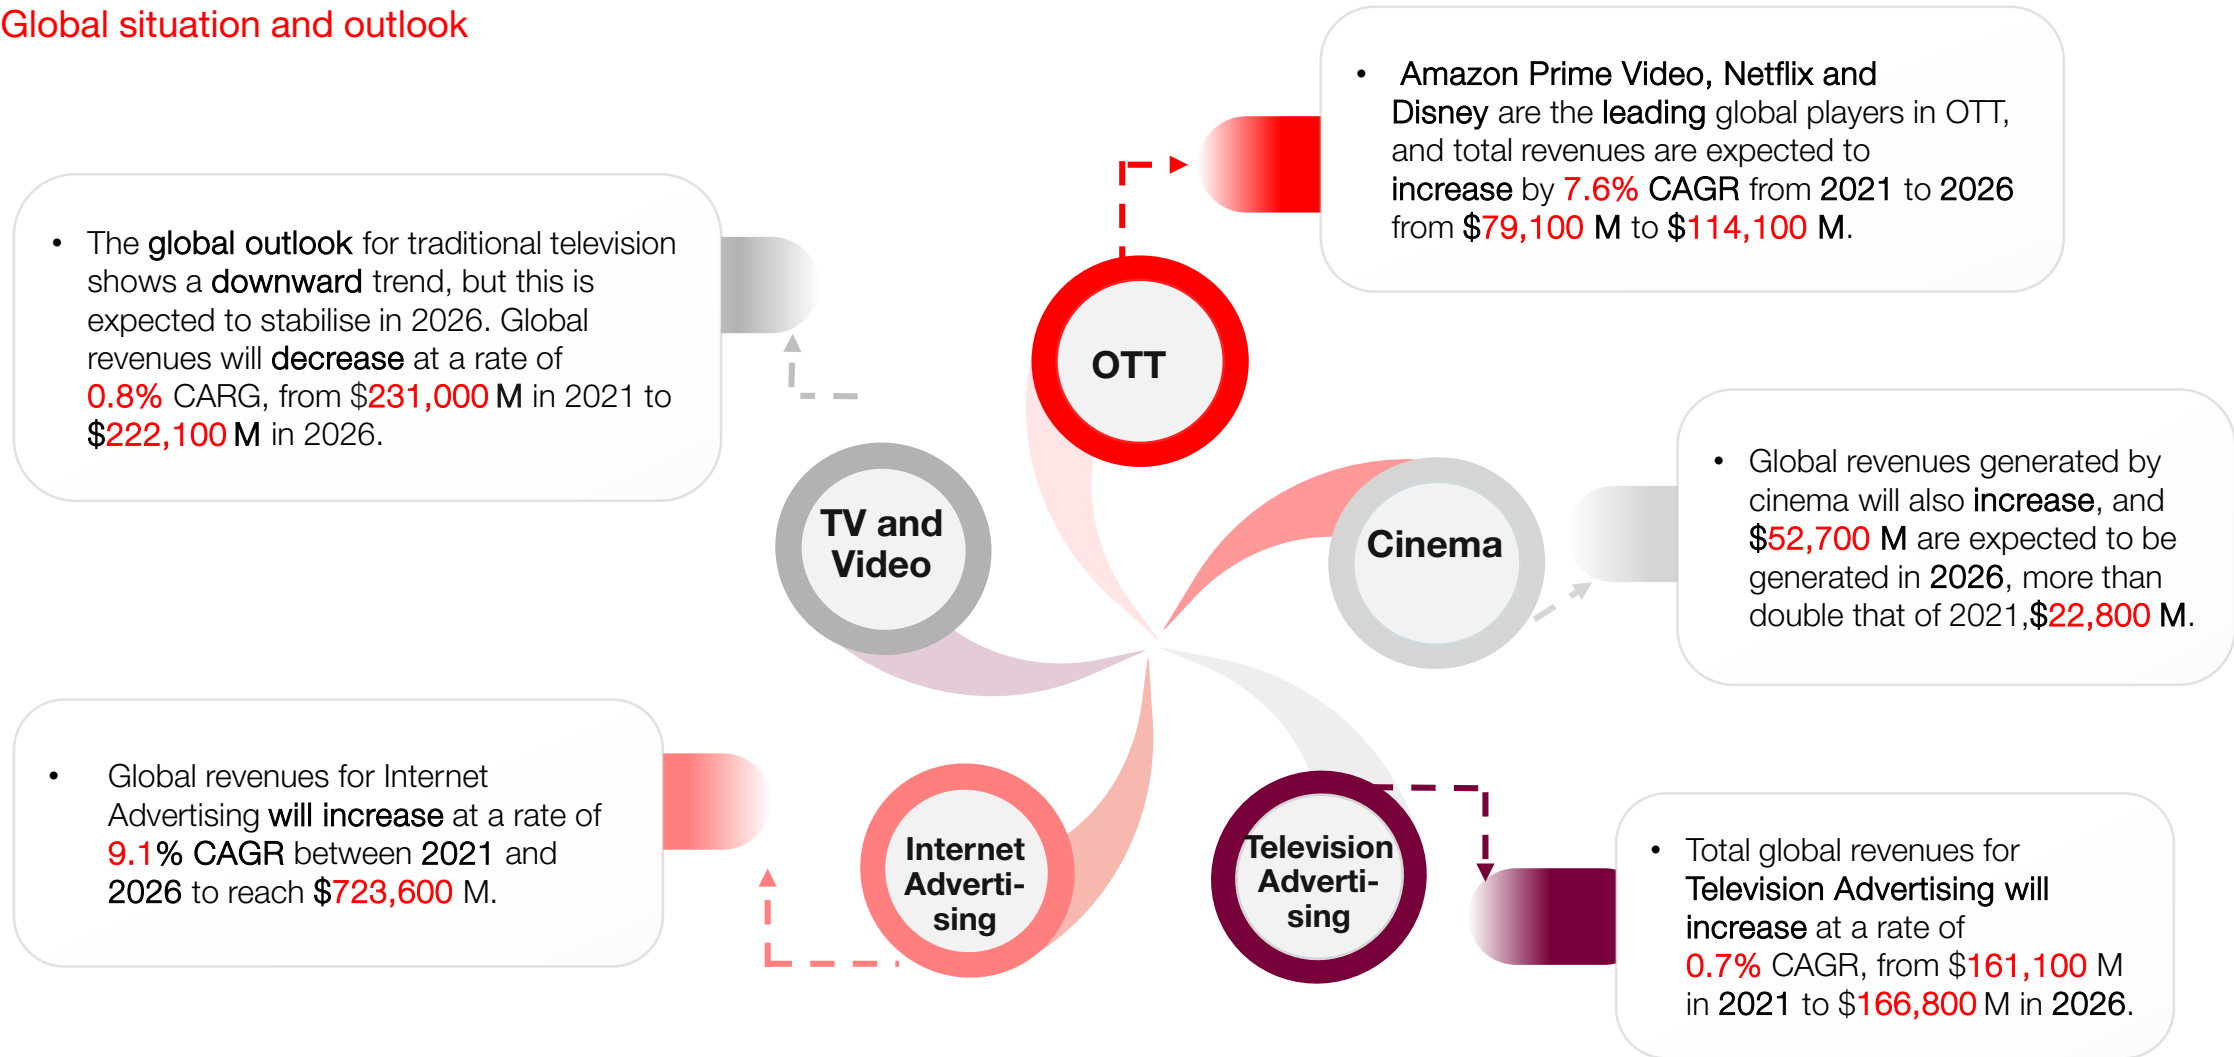 Global situation and outlook
• Amazon Prime Video, Netflix and
Disney are the leading global players in OTT,
and total revenues are expected to
increase by 7.6% CAGR from 2021 to 2026
from $79,100 M to $114,100 M.
• The global outlook for traditional television
shows a downward trend, but this is
expected to stabilise in 2026. Global
revenues will decrease at a rate of
0.8% CARG, from $231,000 M in 2021 to
$222,100 M in 2026.
OTT
• Global revenues generated by
cinema will also increase, and
$52,700 M are expected to be
generated in 2026, more than
double that of 2021,$22,800 M.
TV and
Video
Cinema
• Global revenues for Internet
Advertising will increase at a rate of
9.1% CAGR between 2021 and
2026 to reach $723,600 M.
Internet
Adverti-
sing
Television
Adverti-
sing
• Total global revenues for
Television Advertising will
increase at a rate of
0.7% CAGR, from $161,100 M
in 2021 to $166,800 M in 2026.